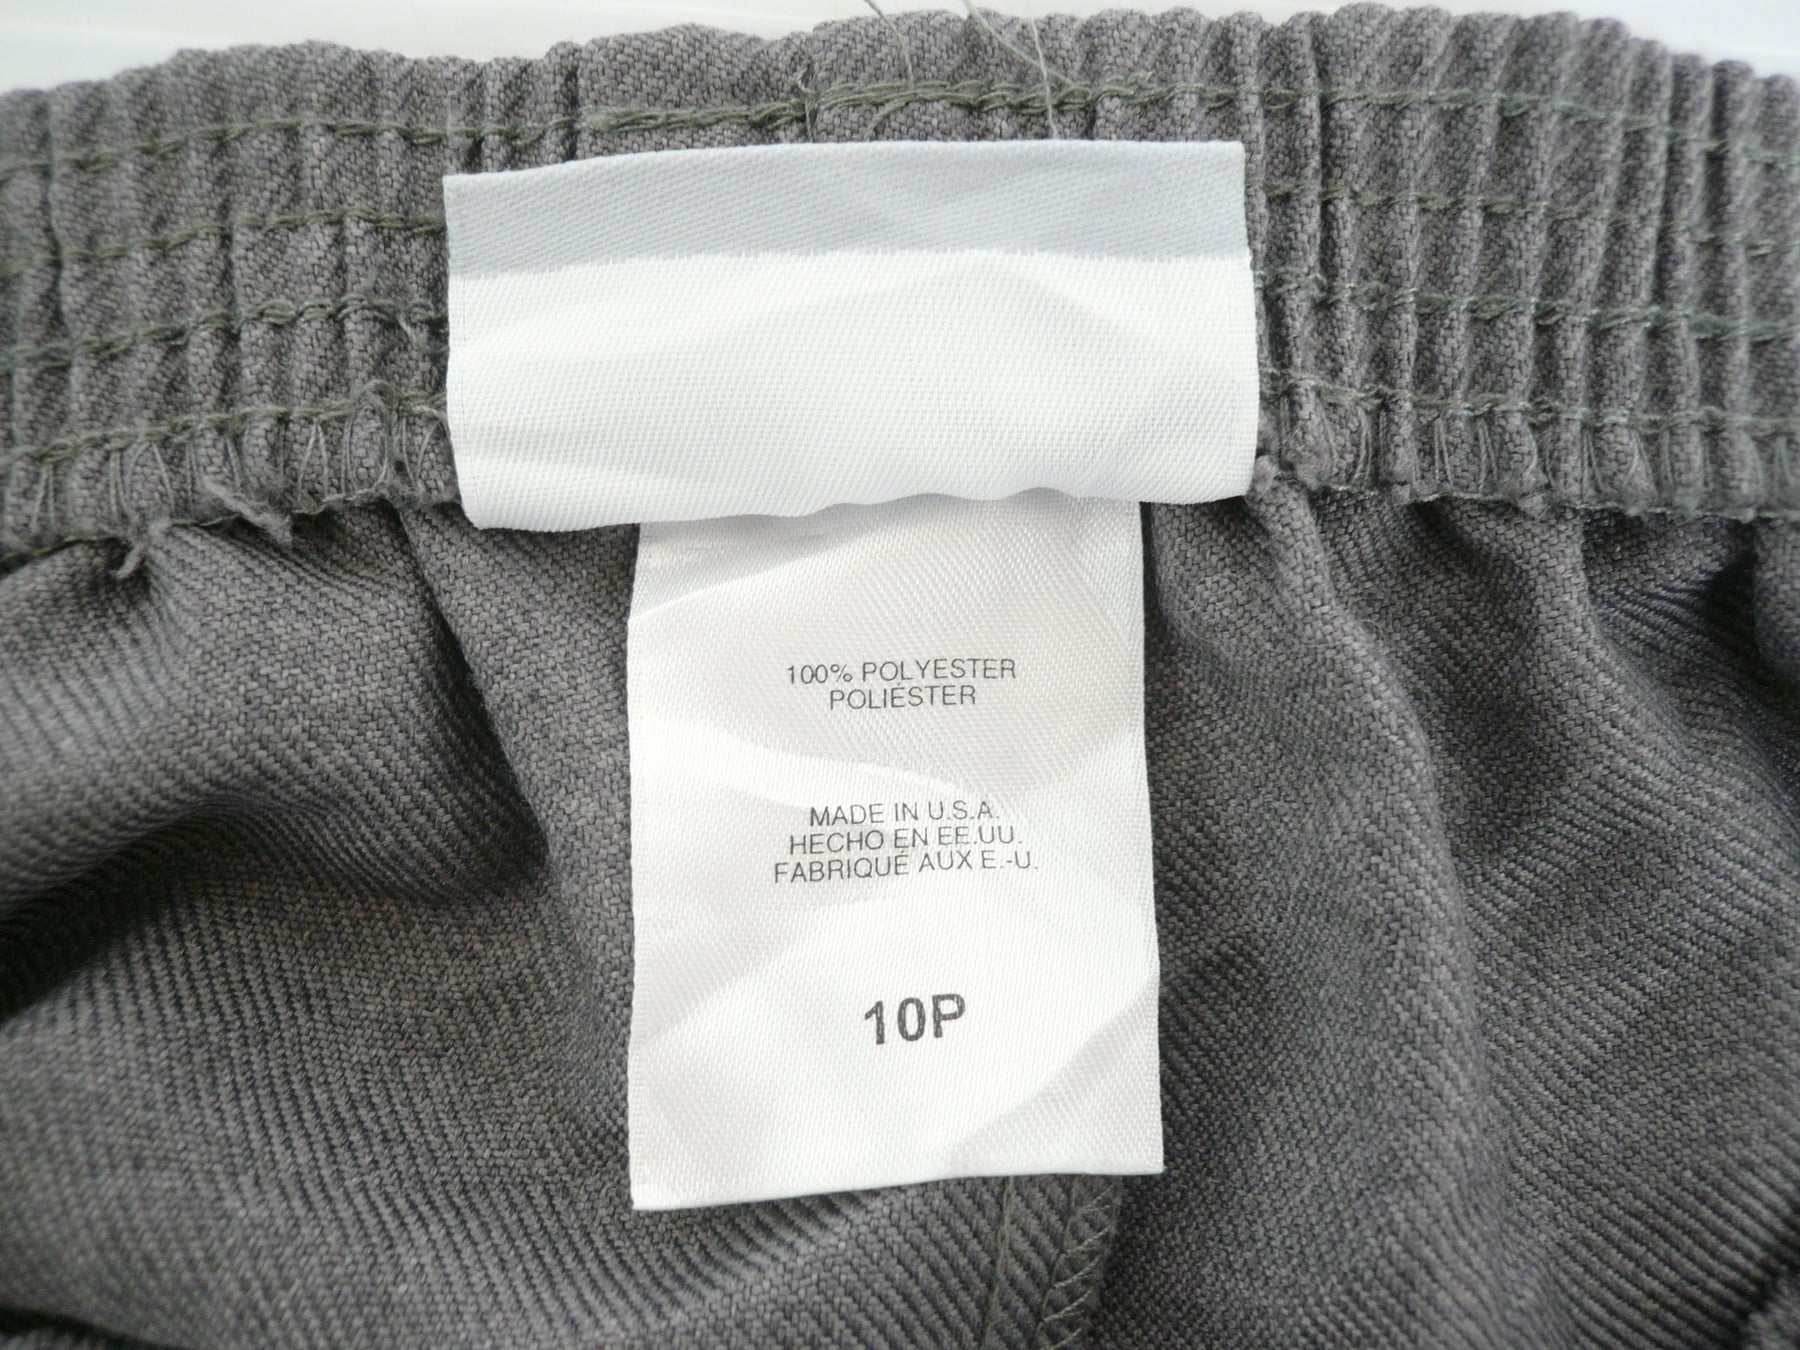 100% POLYESTER
POLIÉSTER
MADE IN U.S.A.
HECHO EN EE.UU.
FABRIQUÉ AUX E.-U.
10P